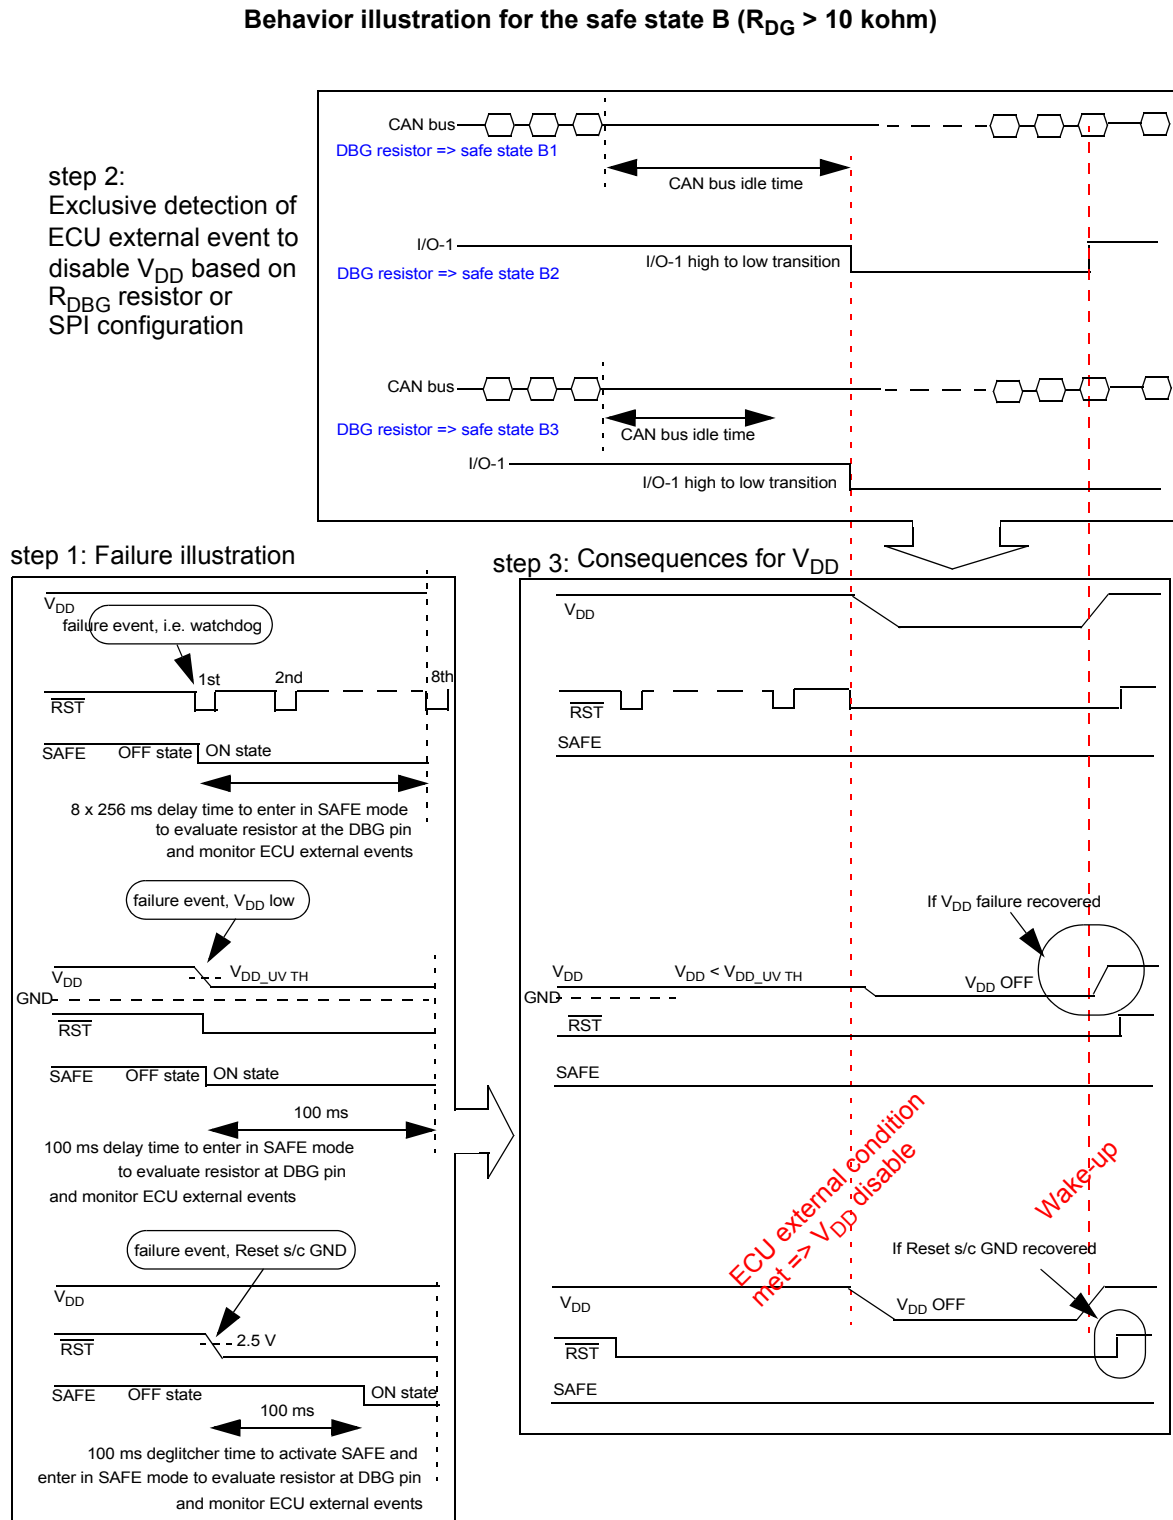 Behavior illustration for the safe state B (RDG > 10 kohm)
step 2:
Exclusive detection of
ECU external event to
disable VDD based on
RDBG resistor or
SPI configuration
CAN bus
DBG resistor => safe state B1
CAN bus idle time
I/O-1
I/O-1 high to low transition
DBG resistor => safe state B2
CAN bus
DBG resistor => safe state B3
CAN bus idle time
I/O-1
I/O-1 high to low transition
step 1: Failure illustration
VDD
failure event, i.e. watchdog
1st
2nd
8th
RST
SAFE
OFF state
ON state
8 x 256 ms delay time to enter in SAFE mode
to evaluate resistor at the DBG pin
and monitor ECU external events
failure event, VDD low
VDD
VDD_UV TH
GND
RST
SAFE
OFF state
ON state
100 ms
100 ms delay time to enter in SAFE mode
to evaluate resistor at DBG pin
and monitor ECU external events
failure event, Reset s/c GND
VDD
2.5 V
RST
SAFE
OFF state
ON state
100 ms
100 ms deglitcher time to activate SAFE and
enter in SAFE mode to evaluate resistor at DBG pin
and monitor ECU external events
step 3: Consequences for VDD
VDD
RST
SAFE
If VDD failure recovered
VDD
VDD < VDD_UV TH
VDD OFF
GND
RST
SAFE
ECU external condition
met => VDD disable
Wake-up
If Reset s/c GND recovered
VDD
VDD OFF
RST
SAFE